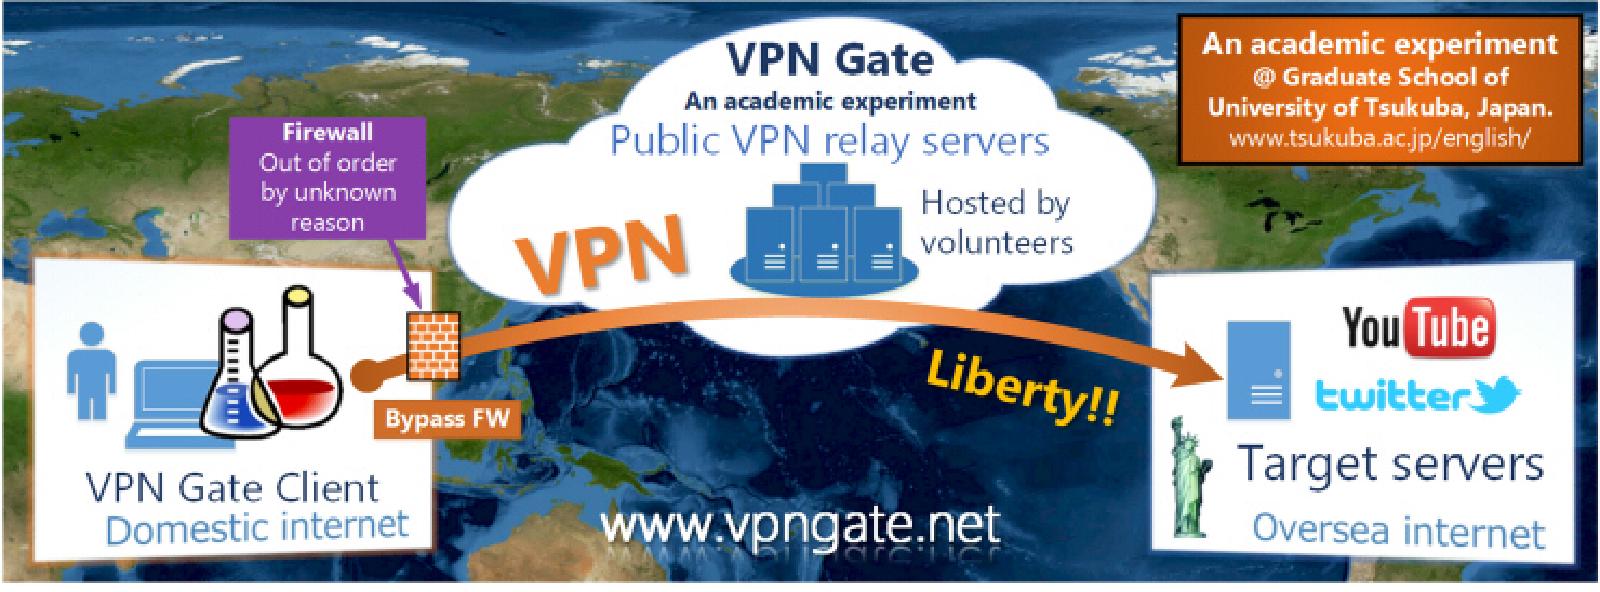 VPN Gate
An academic experiment
Public VPN relay servers
Hosted by
volunteers
VPN
An academic experiment
@ Graduate School of
University of Tsukuba, Japan.
www.tsukuba.ac.jp/english/
Firewall
Out of order
by unknown
reason
Bypass FW
VPN Gate Client
Domestic internet
Liberty!!
www.vpngate.net
YouTube
twitter
Target servers
Oversea internet